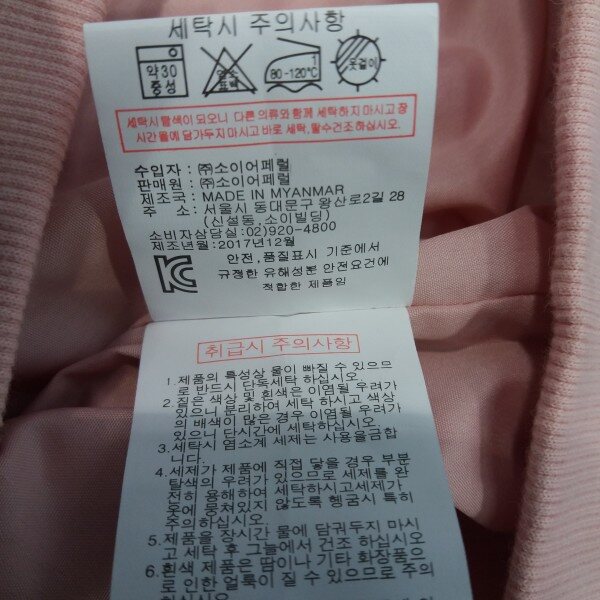 세탁시 주의사항
약30
중성
염소
표백
1
80-120℃
옷걸이
세탁시 탈색이 되오니 다른 의류와 함께 세탁하지 마시고 장
시간 물에 담가두지 마시고 바로 세탁, 탈수건조하십시오.
수입자 : ㈜소이어페럴
판매원 : ㈜소이어페럴
제조국 : MADE IN MYANMAR
주 소 : 서울시 동대문구 왕산로2길 28
(신설동, 소이빌딩)
소비자상담실:02)920-4800
제조년월:2017년12월
안전,품질표시 기준에서
규정한 유해성분 안전요건에
적합한 제품임
취급시 주의사항
1.제품의 특성상 물이 빠질 수 있으므
로 반드시 단독세탁 하십시오
2.짙은 색상 및 흰색은 이염될 우려가
있으니 분리하여 세탁 하시고 색상
의 배색이 많은 경우 이염될 우려가
있으니 단시간에 세탁하십시오.
3.세탁시 염소계 세제는 사용을금합
니다.
4.세제가 제품에 직접 닿을 경우 부분
탈색의 우려가 있으므로 세제를 완
전히 용해하여 세탁하시고세제가
옷에 뭉쳐있지 않도록 헹굼시 특히
주의하십시오.
5.제품을 장시간 물에 담궈두지 마시
고 세탁 후 그늘에서 건조 하십시오
6.흰색 제품은 땀이나 기타 화장품으
로 인한 얼룩이 질 수 있으므로 주의
하십시오